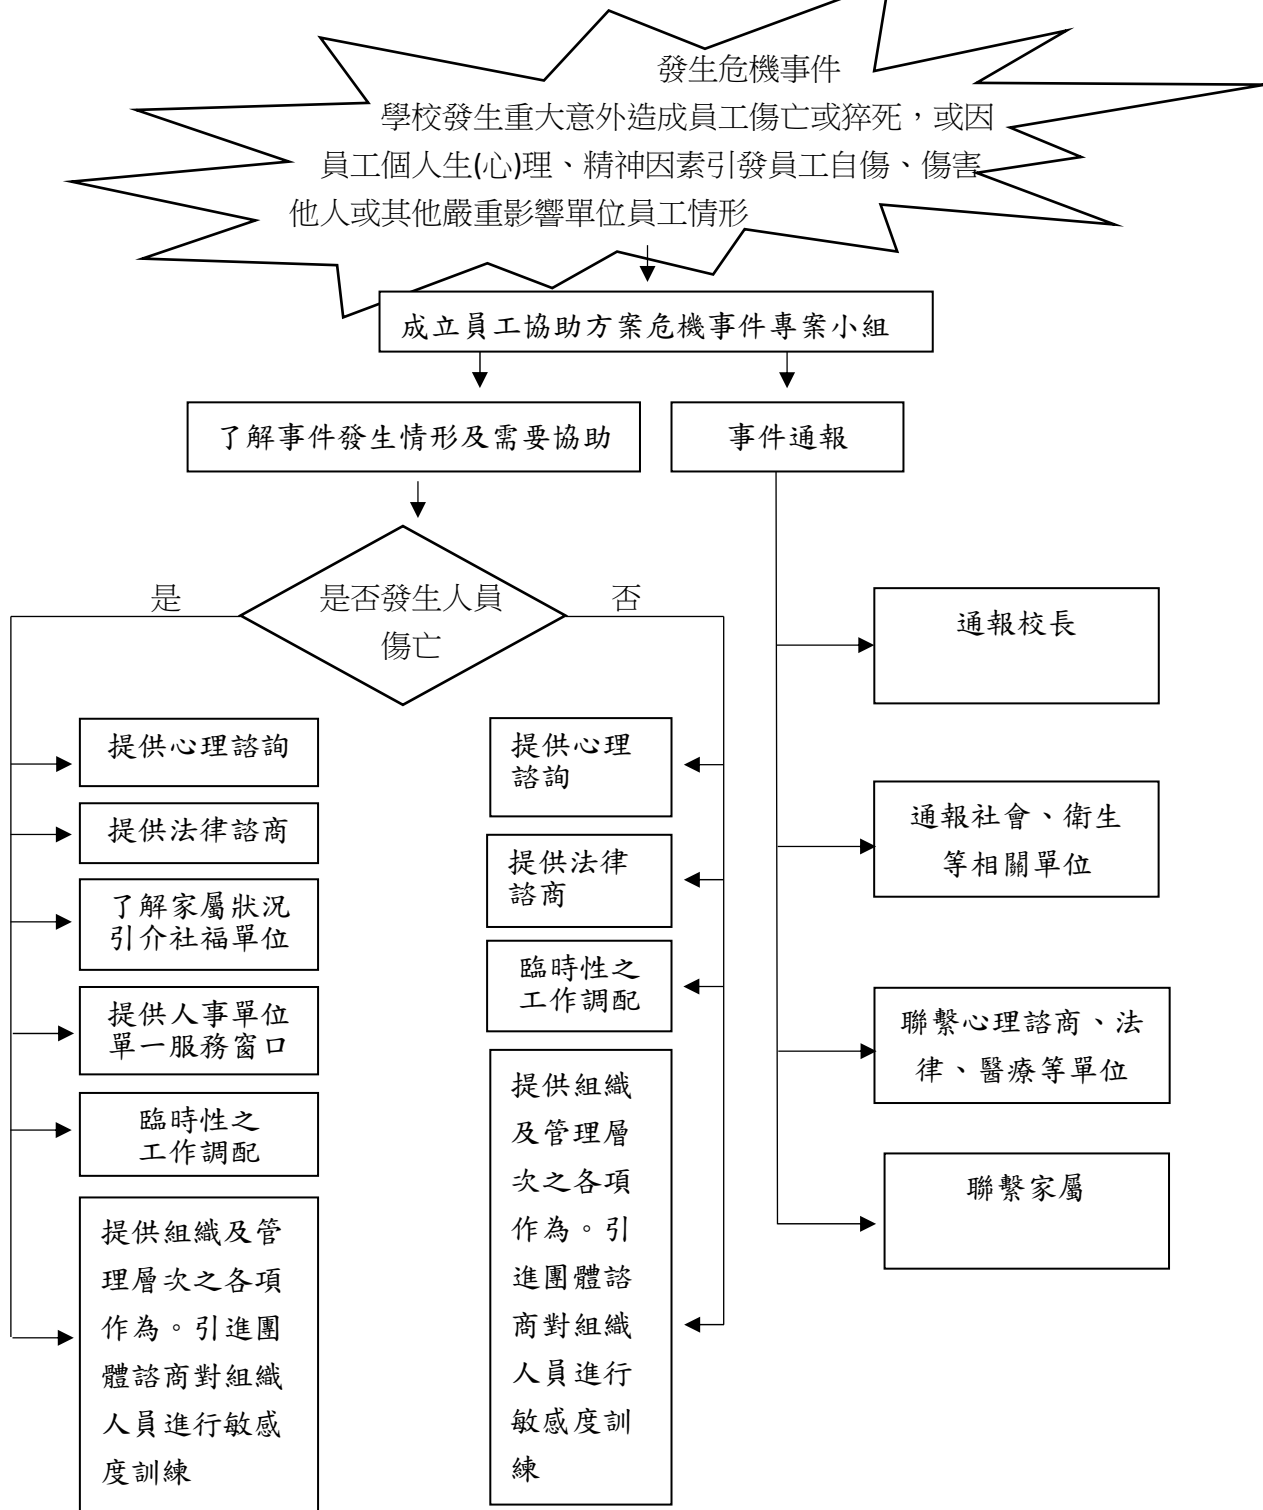 發生危機事件
學校發生重大意外造成員工傷亡或猝死，或因
員工個人生(心)理、精神因素引發員工自傷、傷害
他人或其他嚴重影響單位員工情形
成立員工協助方案危機事件專案小組
了解事件發生情形及需要協助
事件通報
是否發生人員
傷亡
是
否
提供心理諮詢
提供法律諮商
了解家屬狀況
引介社福單位
提供人事單位
單一服務窗口
臨時性之
工作調配
提供組織及管
理層次之各項
作為。引進團
體諮商對組織
人員進行敏感
度訓練
提供心理
諮詢
提供法律
諮商
臨時性之
工作調配
提供組織
及管理層
次之各項
作為。引
進團體諮
商對組織
人員進行
敏感度訓
練
通報校長
通報社會、衛生
等相關單位
聯繫心理諮商、法
律、醫療等單位
聯繫家屬